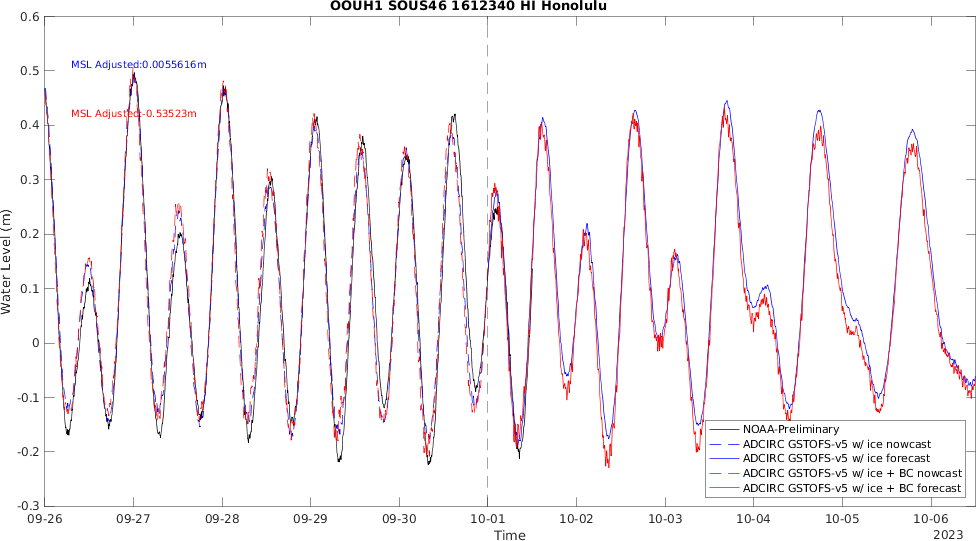 OOUH1 SOUS46 1612340 HI Honolulu
0.6
0.5
0.4
0.3
0.2
0.1
0
-0.1
-0.2
-0.3
Water Level (m)
MSL Adjusted:0.0055616m
MSL Adjusted:-0.53523m
NOAA-Preliminary
ADCIRC GSTOFS-v5 w/ ice nowcast
ADCIRC GSTOFS-v5 w/ ice forecast
ADCIRC GSTOFS-v5 w/ ice + BC nowcast
ADCIRC GSTOFS-v5 w/ ice + BC forecast
09-26 09-27 09-28 09-29 09-30 10-01 10-02 10-03 10-04 10-05 10-06
Time
2023